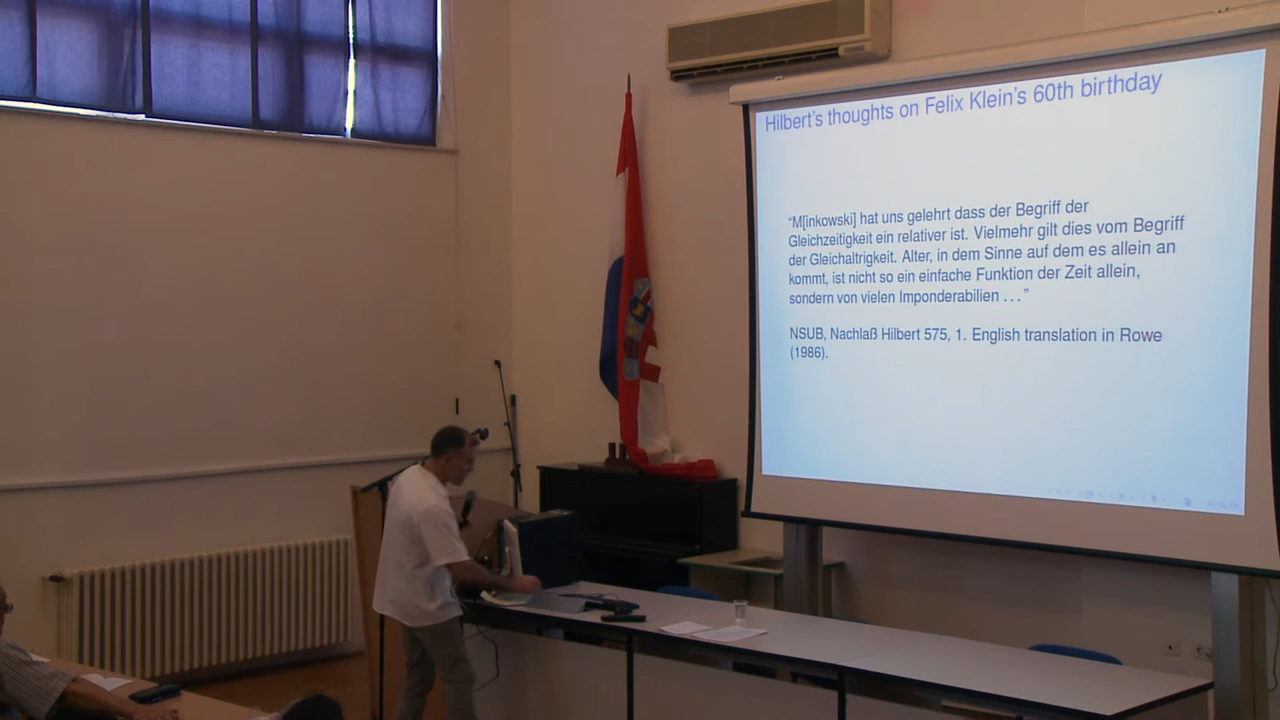 Hilbert's thoughts on Felix Klein's 60th birthday
“M[inkowski] hat uns gelehrt dass der Begriff der
Gleichzeitigkeit ein relativer ist. Vielmehr gilt dies vom Begriff
der Gleichaltrigkeit. Alter, in dem Sinne auf dem es allein an
kommt, ist nicht so ein einfache Funktion der Zeit allein,
sondern von vielen Imponderabilien ...”
NSUB, Nachlaß Hilbert 575, 1. English translation in Rowe
(1986).